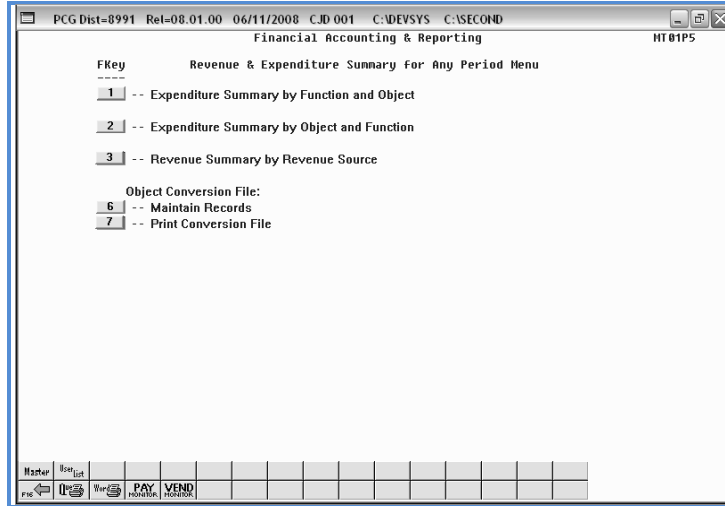 PCG Dist=8991 Rel=08.01.00 06/11/2008 CJD 001 C:\DEVSYS C:\SECOND
Financial Accounting & Reporting MT01P5
FKey Revenue & Expenditure Summary for Any Period Menu
----
1 -- Expenditure Summary by Function and Object
2 -- Expenditure Summary by Object and Function
3 -- Revenue Summary by Revenue Source
Object Conversion File:
6 -- Maintain Records
7 -- Print Conversion File
Master User List
F16 Word PAY MONITOR VEND MONITOR